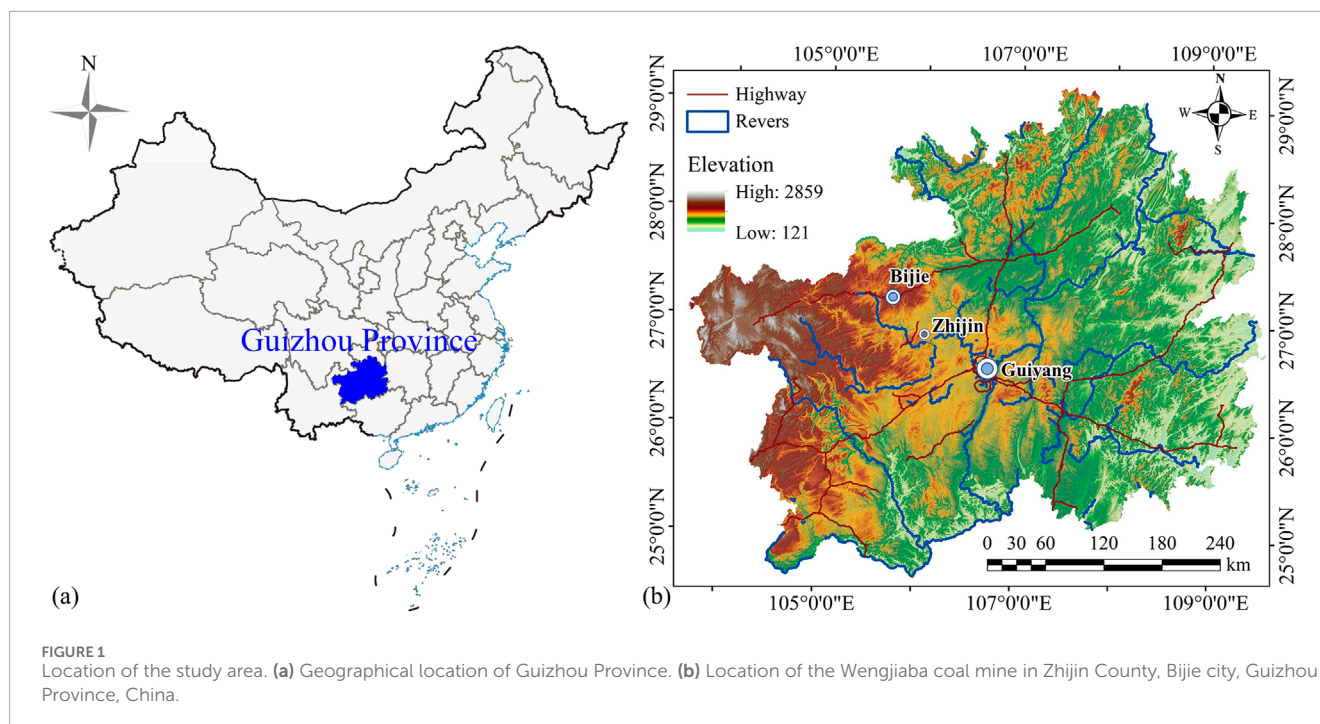 N
Guizhou Province
(a)
105°0'0"E 107°0'0"E 109°0'0"E
29°0'0"N
28°0'0"N
27°0'0"N
26°0'0"N
25°0'0"N
Highway
Revers
Elevation
High: 2859
Low: 121
N
W
E
S
29°0'0"N
28°0'0"N
27°0'0"N
26°0'0"N
25°0'0"N
Bijie
Zhijin
Guiyang
0 30 60 120 180 240
km
(b)
105°0'0"E 107°0'0"E 109°0'0"E
FIGURE 1
Location of the study area. (a) Geographical location of Guizhou Province. (b) Location of the Wengjiaba coal mine in Zhijin County, Bijie city, Guizhou
Province, China.